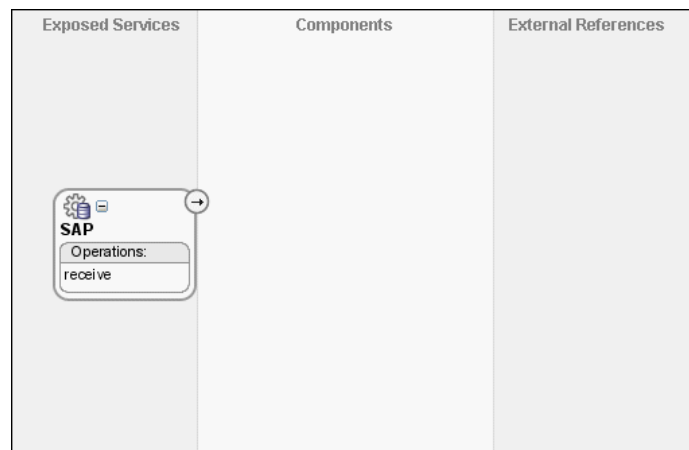 Exposed Services
Components
External References
SAP
Operations:
receive